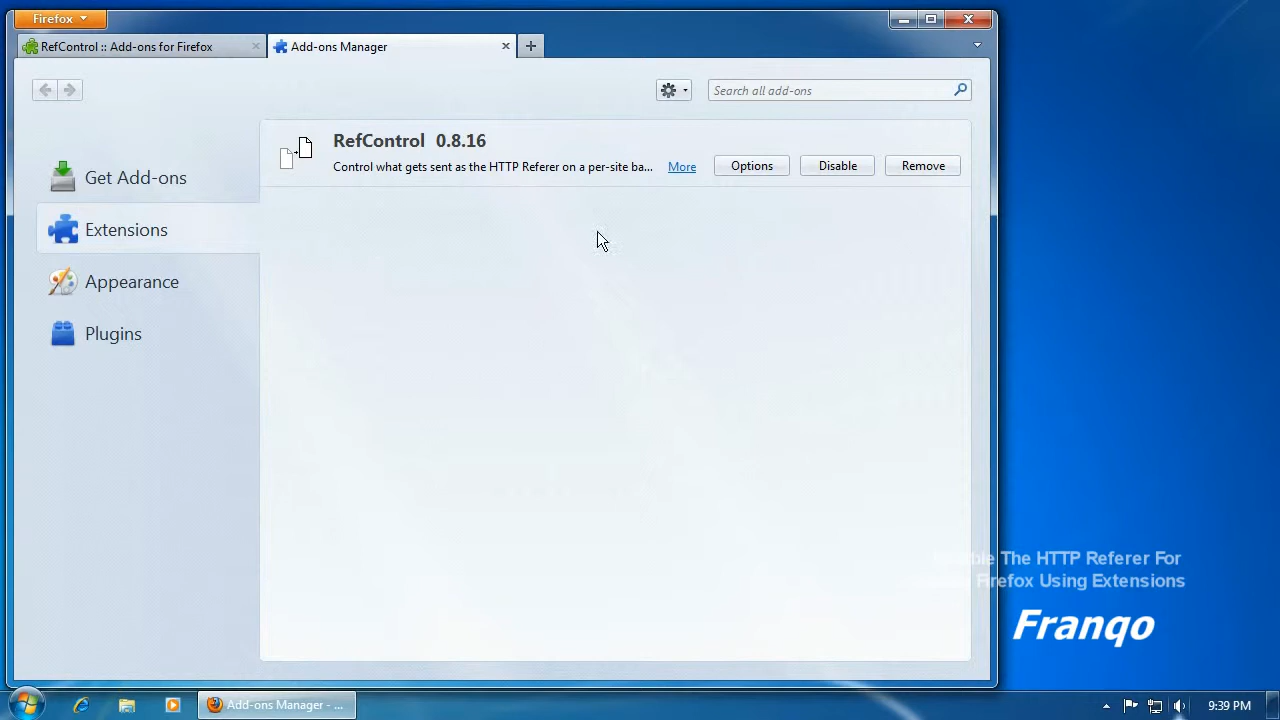 Firefox
RefControl :: Add-ons for Firefox
Add-ons Manager
Search all add-ons
RefControl 0.8.16
Control what gets sent as the HTTP Referer on a per-site ba... More
Options
Disable
Remove
Get Add-ons
Extensions
Appearance
Plugins
The HTTP Referer For
Firefox Using Extensions
Franqo
Add-ons Manager - ...
9:39 PM